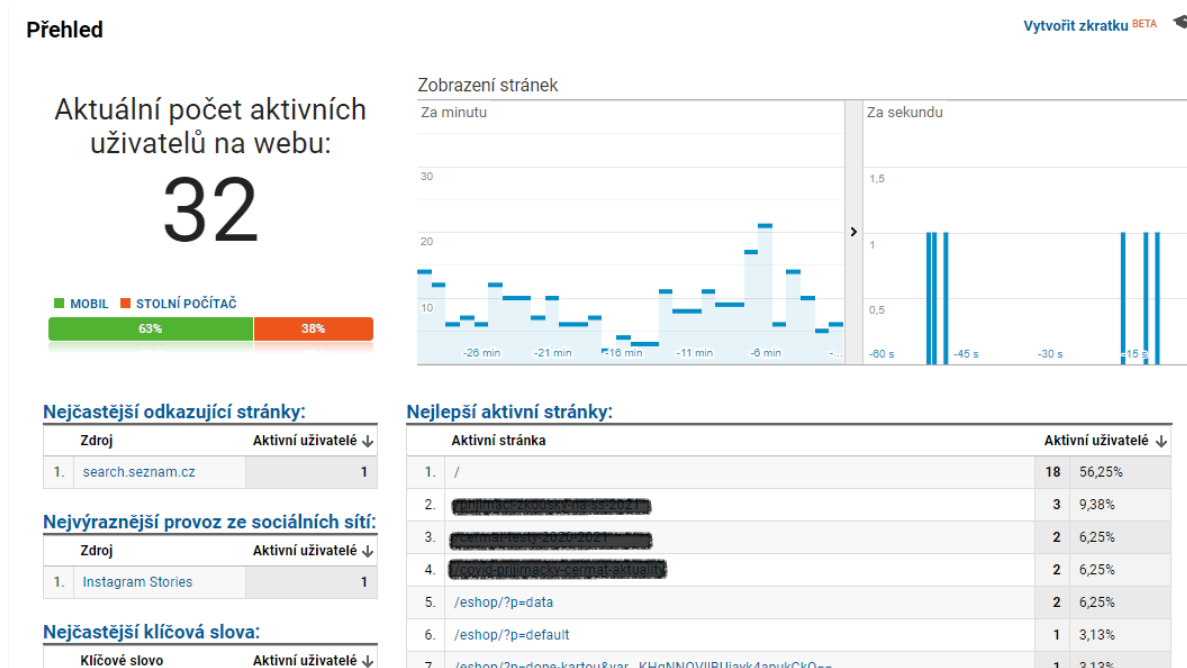 Přehled
Vytvořit zkratku BETA
Aktuální počet aktivních
uživatelů na webu:
32
MOBIL STOLNÍ POČÍTAČ
63% 38%
Zobrazení stránek
Za minutu
30
20
10
-26 min -21 min -16 min -11 min -6 min -...
Za sekundu
1,5
1
0,5
-60 s -45 s -30 s -15 s
Nejčastější odkazující stránky:
Zdroj Aktivní uživatelé
1. search.seznam.cz 1
Nejvýraznější provoz ze sociálních sítí:
Zdroj Aktivní uživatelé
1. Instagram Stories 1
Nejčastější klíčová slova:
Klíčové slovo Aktivní uživatelé
Nejlepší aktivní stránky:
Aktivní stránka Aktivní uživatelé
1. / 18 56,25%
2. 3 9,38%
3. 2 6,25%
4. 2 6,25%
5. /eshop/?p=data 2 6,25%
6. /eshop/?p=default 1 3,13%
7. 1 3,13%